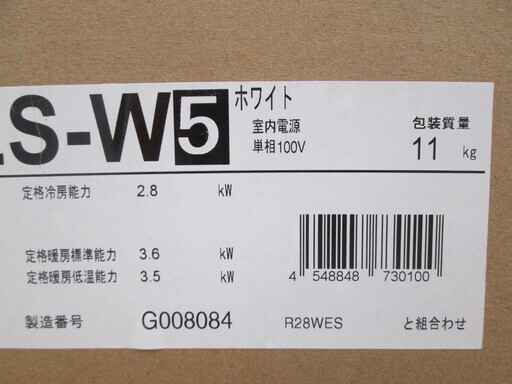 S-W5 ホワイト
室内電源
単相100V
包装質量
11 kg
定格冷房能力 2.8 kW
定格暖房標準能力 3.6 kW
定格暖房低温能力 3.5 kW
4 548848 730100
製造番号 G008084
R28WES と組合わせ